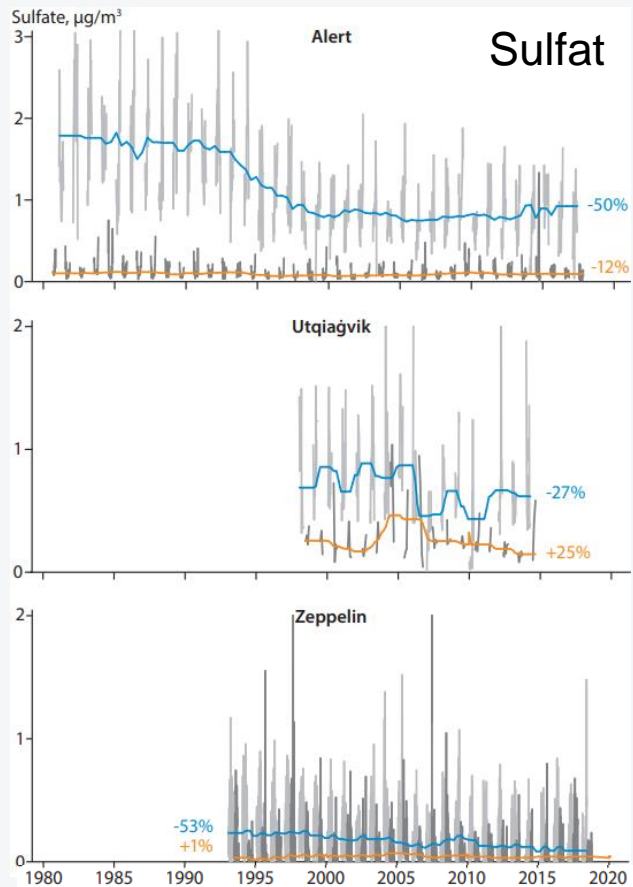 Sulfate, µg/m³
Alert
Sulfat
3
2
1
0
-50%
-12%
Utqiaġvik
2
1
0
-27%
+25%
Zeppelin
2
1
0
-53%
+1%
1980 1985 1990 1995 2000 2005 2010 2015 2020